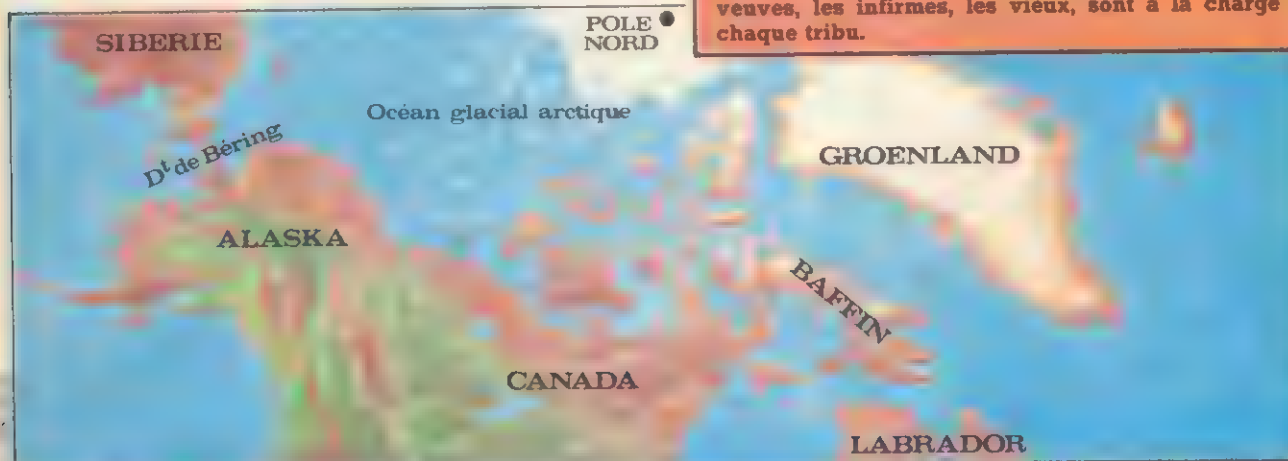 veuves, les infirmes, les vieux, sont à la charge
chaque tribu.
SIBERIE
POLE
NORD
Océan glacial arctique
Dt de Béring
GROENLAND
ALASKA
BAFFIN
CANADA
LABRADOR